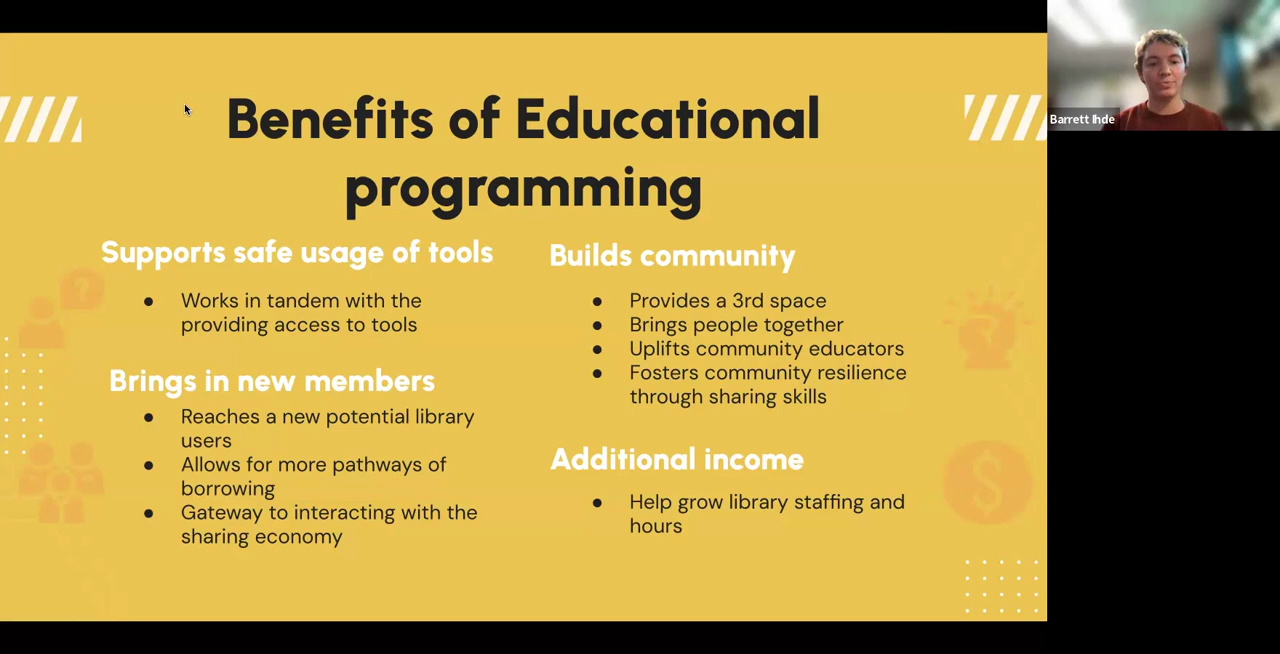 Benefits of Educational
programming
Supports safe usage of tools
● Works in tandem with the
providing access to tools
Brings in new members
● Reaches a new potential library
users
● Allows for more pathways of
borrowing
● Gateway to interacting with the
sharing economy
Builds community
● Provides a 3rd space
● Brings people together
● Uplifts community educators
● Fosters community resilience
through sharing skills
Additional income
● Help grow library staffing and
hours
Barrett Ihde